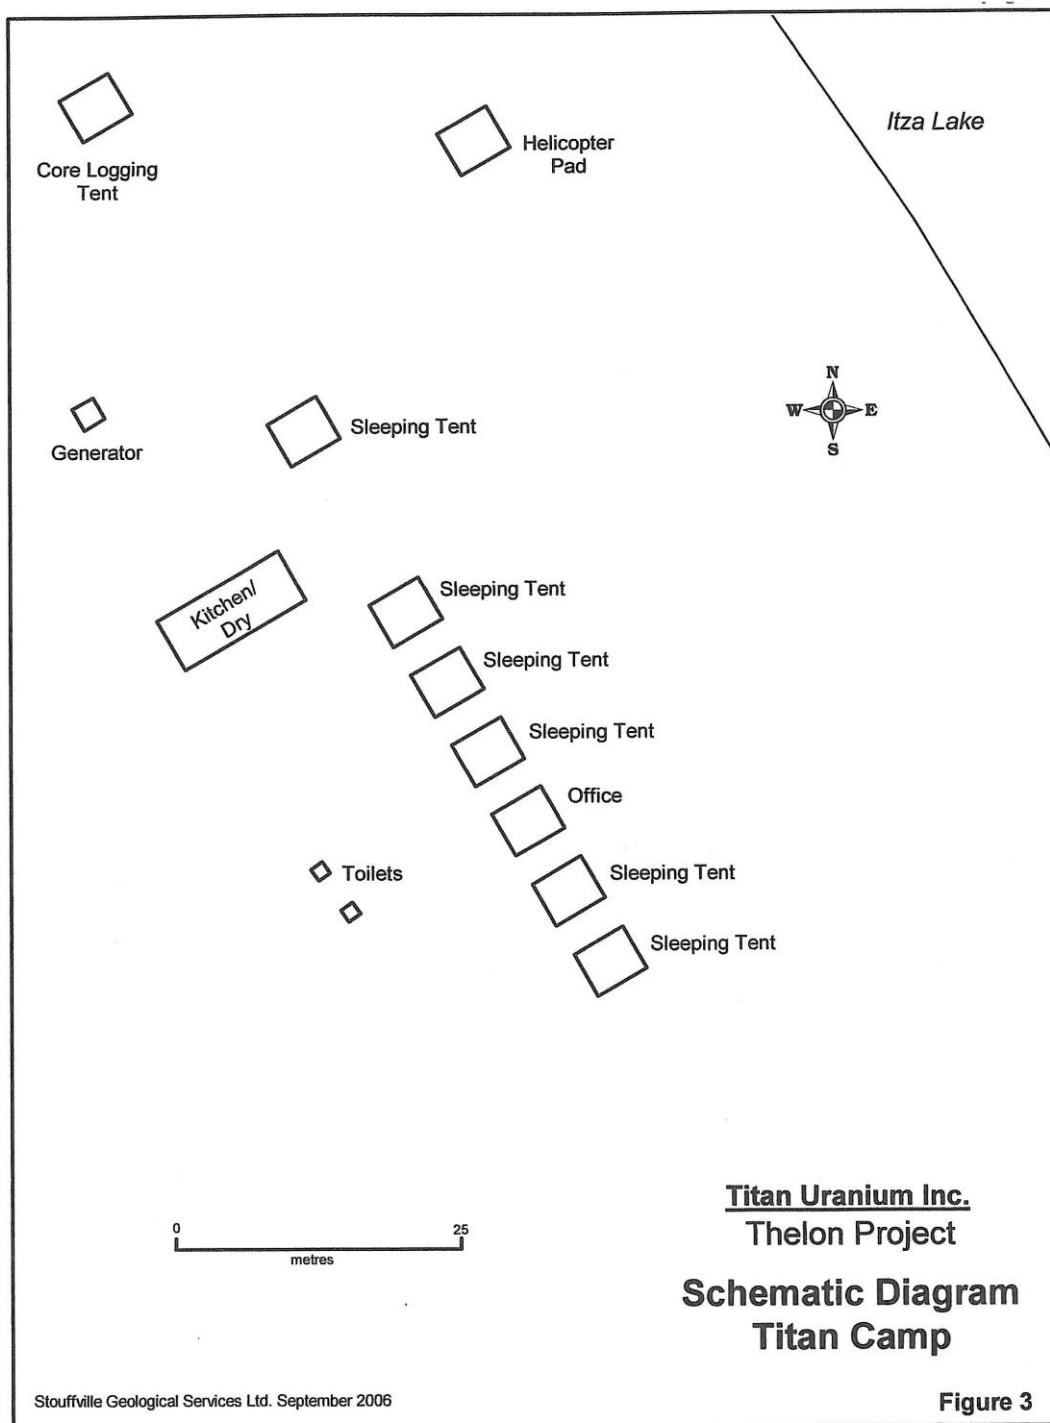 Itza Lake
Core Logging
Tent
Helicopter
Pad
N
W
E
S
Generator
Sleeping Tent
Kitchen/
Dry
Sleeping Tent
Sleeping Tent
Sleeping Tent
Office
Toilets
Sleeping Tent
Sleeping Tent
0
25
metres
Titan Uranium Inc.
Thelon Project
Schematic Diagram
Titan Camp
Stouffville Geological Services Ltd. September 2006
Figure 3